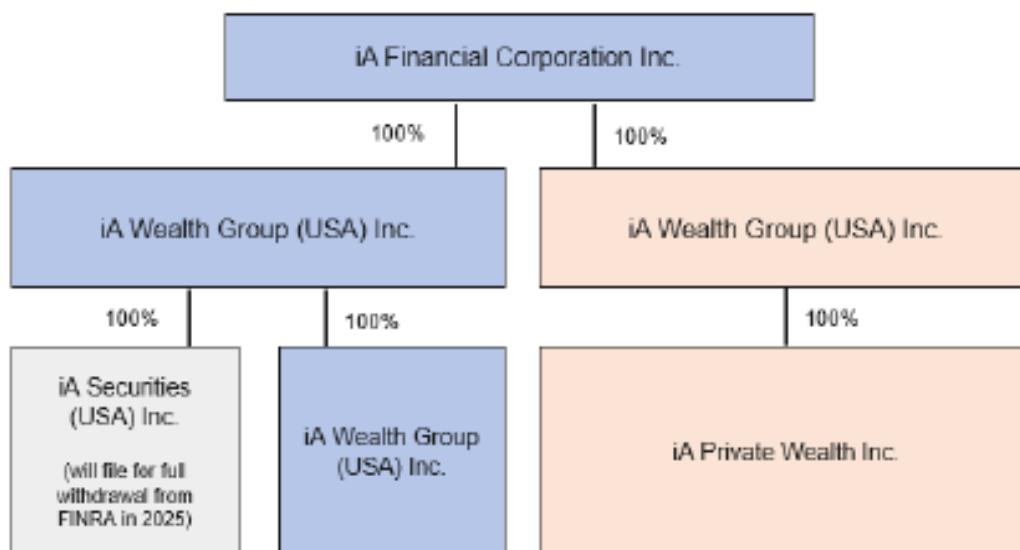 iA Financial Corporation Inc.
100%
100%
iA Wealth Group (USA) Inc.
iA Wealth Group (USA) Inc.
100%
100%
100%
iA Securities
(USA) Inc.
(will file for full
withdrawal from
FINRA in 2025)
iA Wealth Group
(USA) Inc.
iA Private Wealth Inc.